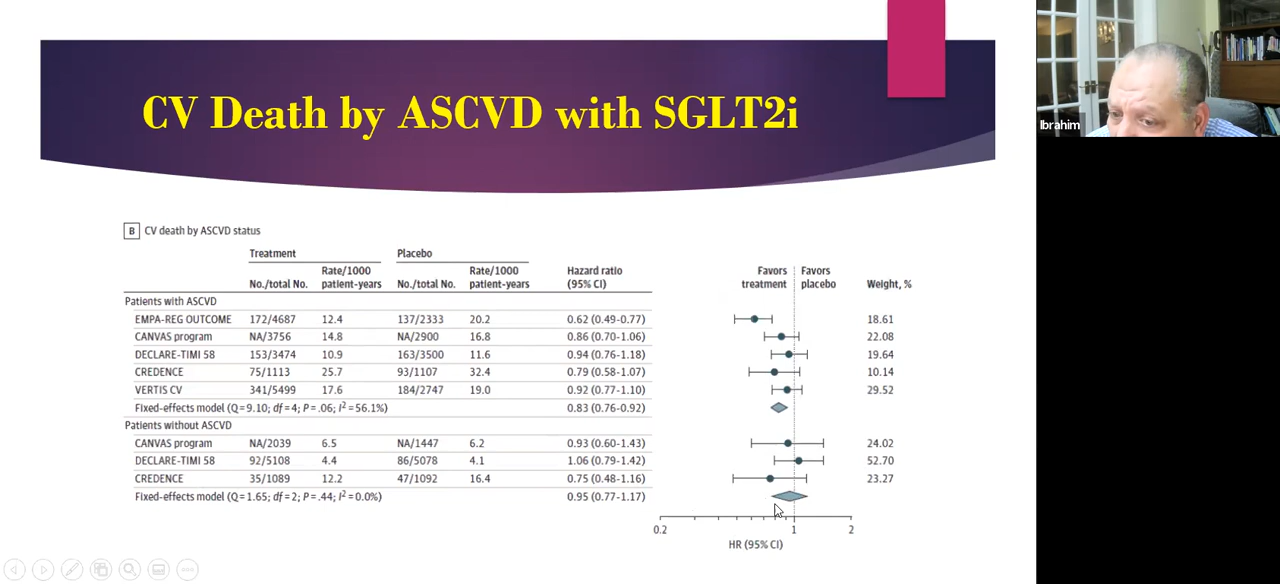 CV Death by ASCVD with SGLT2i
Ibrahim
B CV death by ASCVD status
Treatment Placebo
No./total No. Rate/1000 patient-years No./total No. Rate/1000 patient-years Hazard ratio (95% CI) Favors treatment Favors placebo Weight, %
Patients with ASCVD
EMPA-REG OUTCOME 172/4687 12.4 137/2333 20.2 0.62 (0.49-0.77) 18.61
CANVAS program NA/3756 14.8 NA/2900 16.8 0.86 (0.70-1.06) 22.08
DECLARE-TIMI 58 153/3474 10.9 163/3500 11.6 0.94 (0.76-1.18) 19.64
CREDENCE 75/1113 25.7 93/1107 32.4 0.79 (0.58-1.07) 10.14
VERTIS CV 341/5499 17.6 184/2747 19.0 0.92 (0.77-1.10) 29.52
Fixed-effects model (Q = 9.10; df = 4; P = .06; I² = 56.1%) 0.83 (0.76-0.92)
Patients without ASCVD
CANVAS program NA/2039 6.5 NA/1447 6.2 0.93 (0.60-1.43) 24.02
DECLARE-TIMI 58 92/5108 4.4 86/5078 4.1 1.06 (0.79-1.42) 52.70
CREDENCE 35/1089 12.2 47/1092 16.4 0.75 (0.48-1.16) 23.27
Fixed-effects model (Q = 1.65; df = 2; P = .44; I² = 0.0%) 0.95 (0.77-1.17)
0.2 1 2
HR (95% CI)